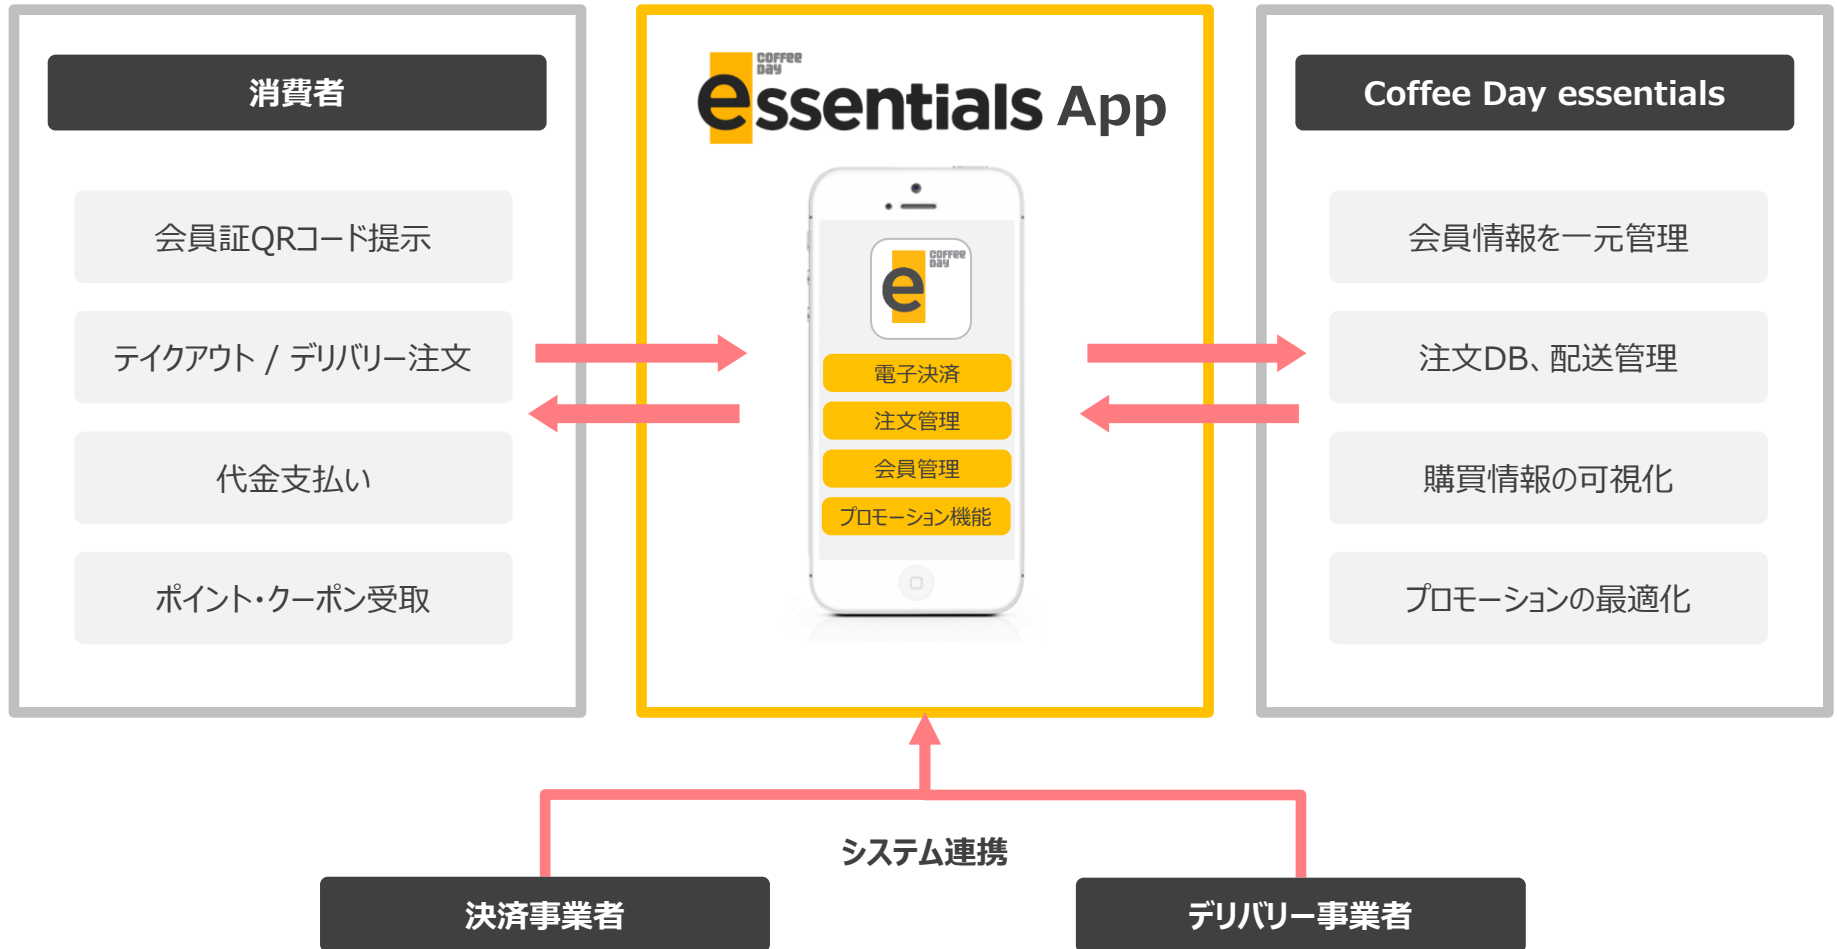 消費者
会員証QRコード提示
テイクアウト / デリバリー注文
代金支払い
ポイント・クーポン受取
COFFEE
DAY
essentials App
COFFEE
DAY
e
電子決済
注文管理
会員管理
プロモーション機能
Coffee Day essentials
会員情報を一元管理
注文DB、配送管理
購買情報の可視化
プロモーションの最適化
システム連携
決済事業者
デリバリー事業者